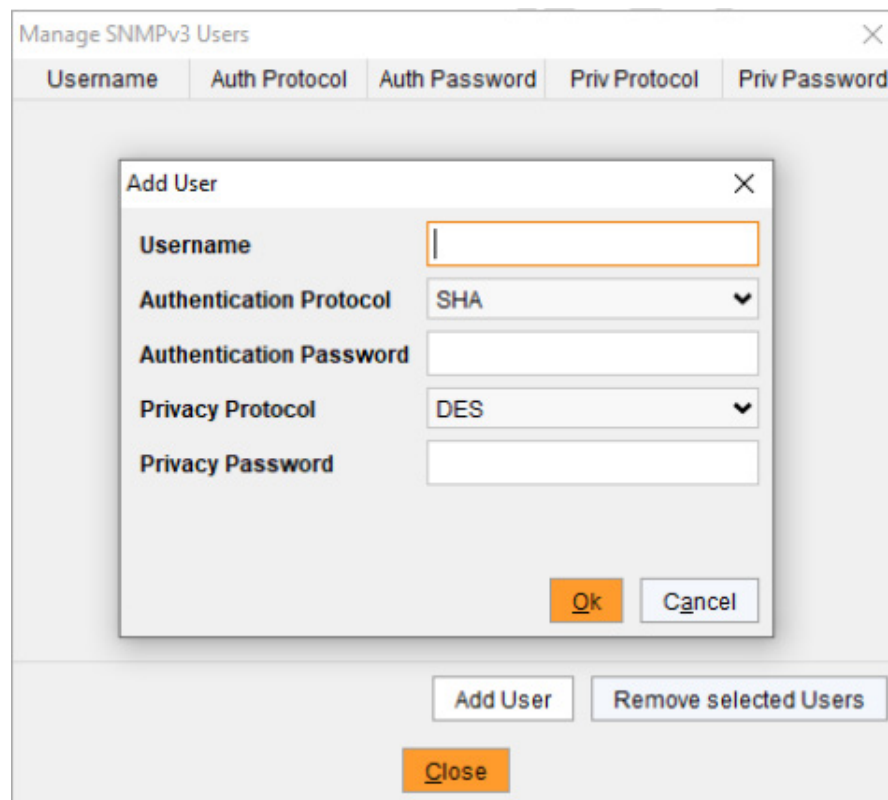 Manage SNMPv3 Users
Username Auth Protocol Auth Password Priv Protocol Priv Password
Add User
Username
Authentication Protocol SHA
Authentication Password
Privacy Protocol DES
Privacy Password
Ok Cancel
Add User Remove selected Users
Close